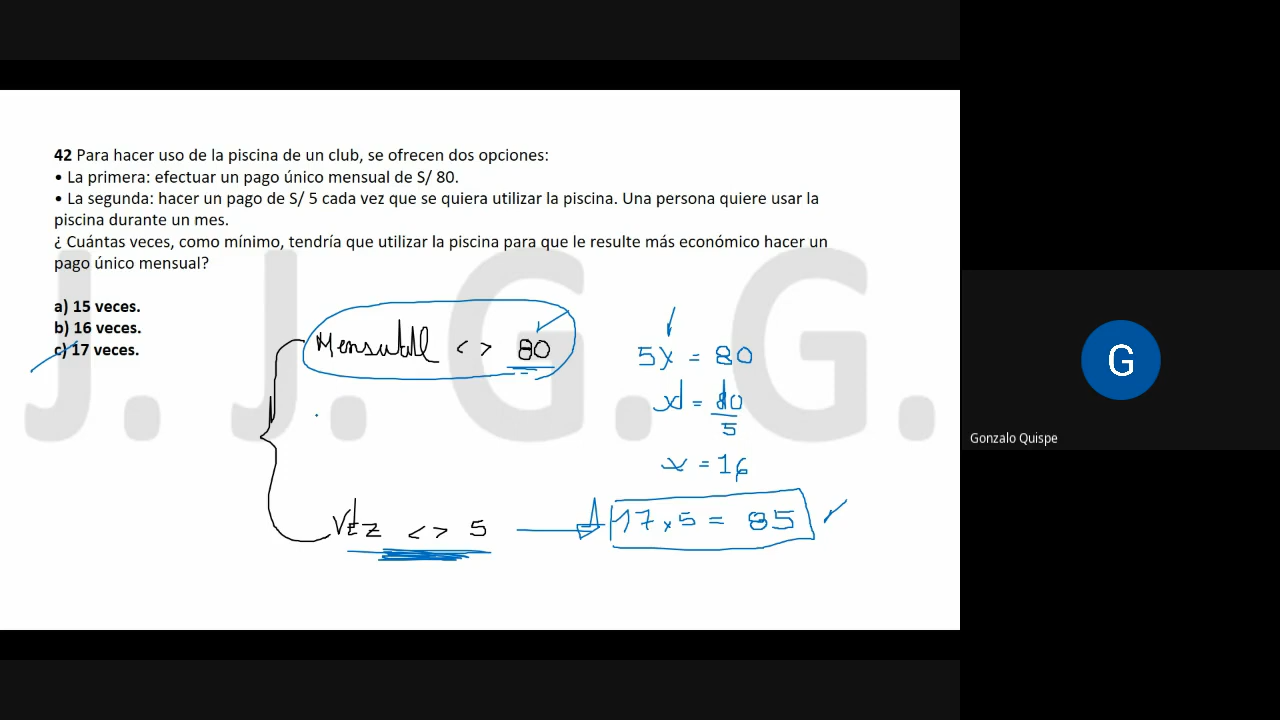 42 Para hacer uso de la piscina de un club, se ofrecen dos opciones:
• La primera: efectuar un pago único mensual de S/ 80.
• La segunda: hacer un pago de S/ 5 cada vez que se quiera utilizar la piscina. Una persona quiere usar la
piscina durante un mes.
¿ Cuántas veces, como mínimo, tendría que utilizar la piscina para que le resulte más económico hacer un
pago único mensual?
a) 15 veces.
b) 16 veces.
c) 17 veces.
< > 80
5x = 80
= 80
5
x = 16
Vez < > 5
17 x 5 = 85
J. J. G. G.
G
Gonzalo Quispe